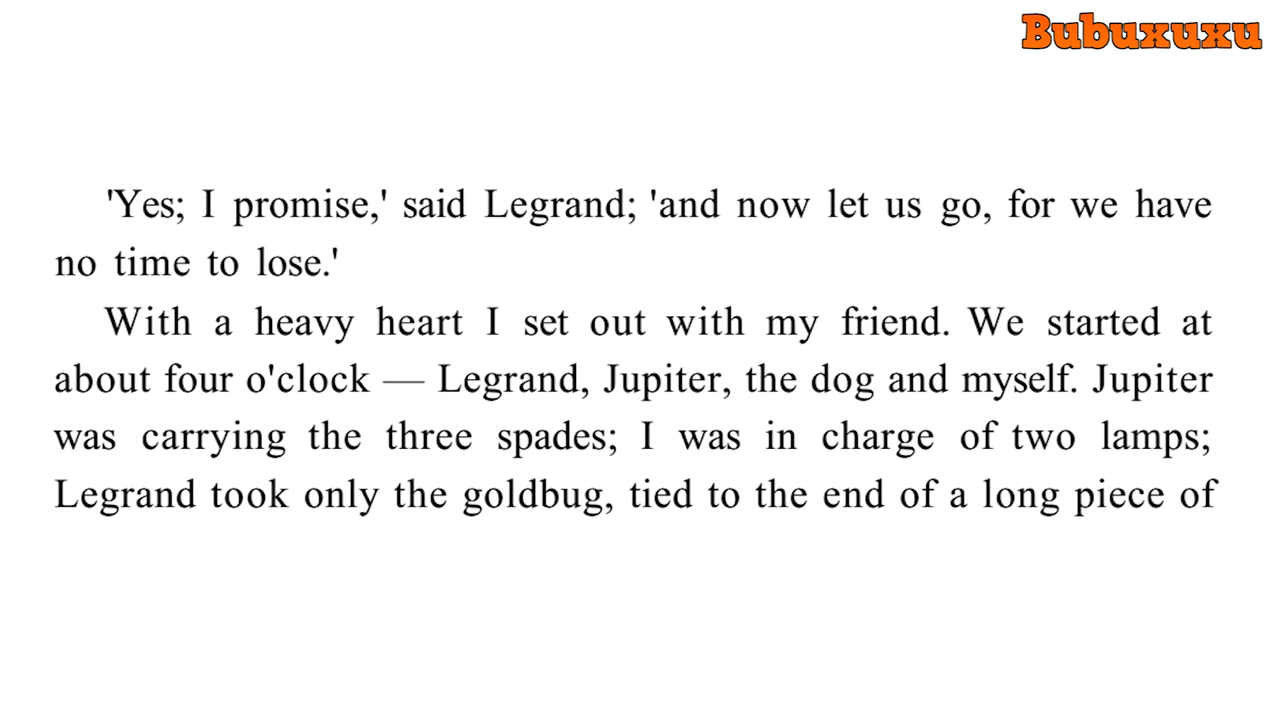 Bubuxuxu
'Yes; I promise,' said Legrand; 'and now let us go, for we have
no time to lose.'
With a heavy heart I set out with my friend. We started at
about four o'clock — Legrand, Jupiter, the dog and myself. Jupiter
was carrying the three spades; I was in charge of two lamps;
Legrand took only the goldbug, tied to the end of a long piece of